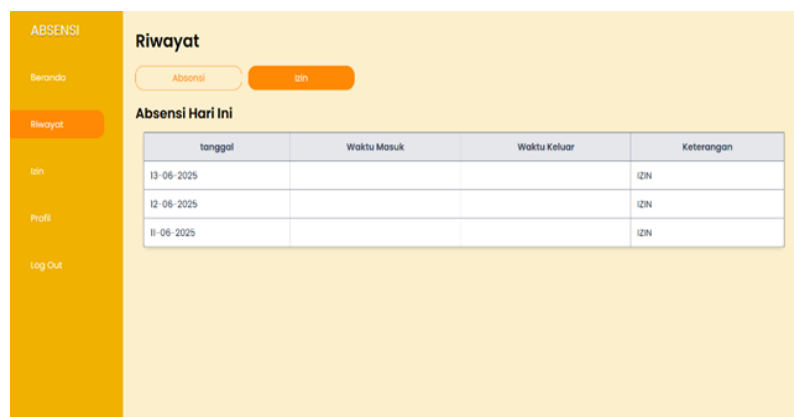 ABSENSI
Beranda
Riwayat
Izin
Profil
Log Out
Riwayat
Absensi Izin
Absensi Hari Ini
tanggal Waktu Masuk Waktu Keluar Keterangan
13-06-2025 IZIN
12-06-2025 IZIN
11-06-2025 IZIN